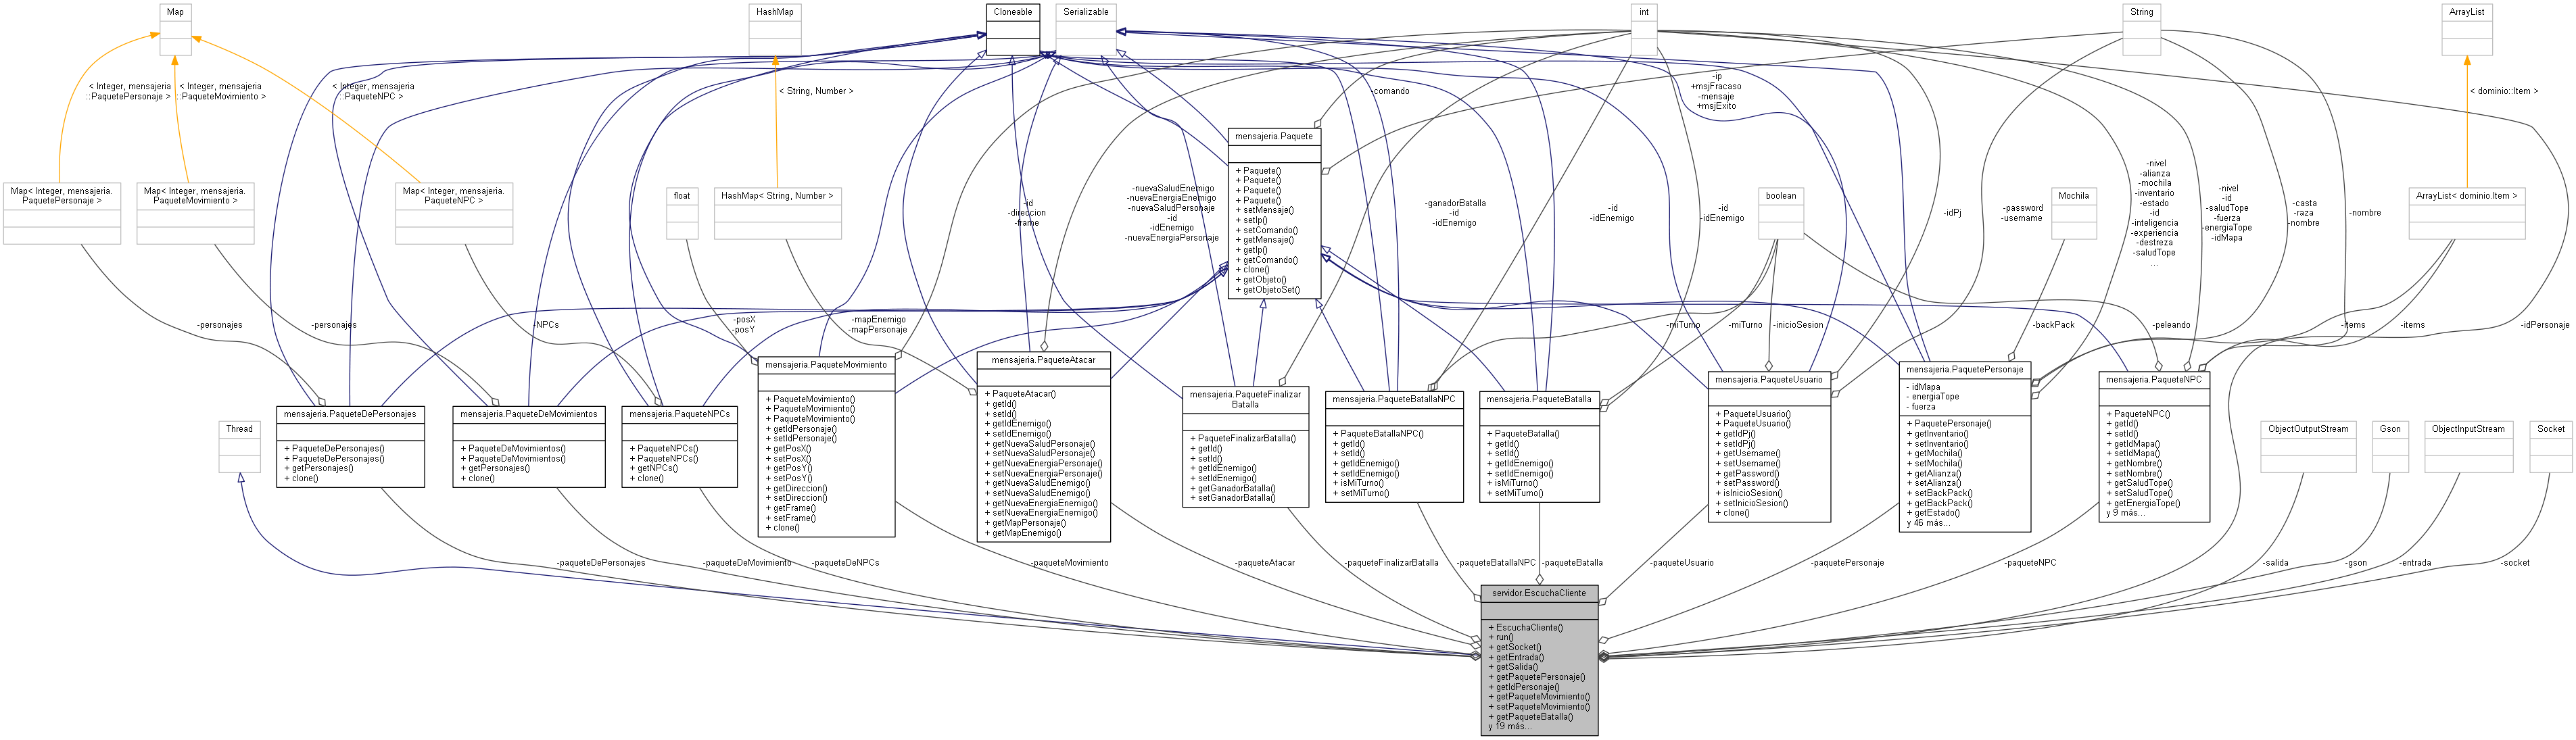 Map
HashMap
Cloneable
Serializable
int
String
ArrayList
< Integer, mensajeria
::PaquetePersonaje >
< Integer, mensajeria
::PaqueteMovimiento >
< Integer, mensajeria
::PaqueteNPC >
< String, Number >
-comando
-ip
+msjFracaso
-mensaje
+msjExito
< dominio::Item >
Map< Integer, mensajeria.
PaquetePersonaje >
Map< Integer, mensajeria.
PaqueteMovimiento >
Map< Integer, mensajeria.
PaqueteNPC >
float
HashMap< String, Number >
mensajeria.Paquete
+ Paquete()
+ Paquete()
+ Paquete()
+ Paquete()
+ setMensaje()
+ setIp()
+ setComando()
+ getMensaje()
+ getIp()
+ getComando()
+ clone()
+ getObjeto()
+ getObjetoSet()
boolean
Mochila
ArrayList< dominio.Item >
-id
-direccion
-frame
-nuevaSaludEnemigo
-nuevaEnergiaEnemigo
-nuevaSaludPersonaje
-id
-idEnemigo
-nuevaEnergiaPersonaje
-ganadorBatalla
-id
-idEnemigo
-id
-idEnemigo
-id
-idEnemigo
-idPj
-password
-username
-nivel
-alianza
-mochila
-inventario
-estado
-id
-inteligencia
-experiencia
-destreza
-saludTope
...
-nivel
-id
-saludTope
-fuerza
-energiaTope
-idMapa
-casta
-raza
-nombre
-nombre
-personajes
-personajes
-NPCs
-posX
-posY
-mapEnemigo
-mapPersonaje
-miTurno
-miTurno
-inicioSesion
-backPack
-peleando
-items
-items
-idPersonaje
Thread
mensajeria.PaqueteDePersonajes
+ PaqueteDePersonajes()
+ PaqueteDePersonajes()
+ getPersonajes()
+ clone()
mensajeria.PaqueteDeMovimientos
+ PaqueteDeMovimientos()
+ PaqueteDeMovimientos()
+ getPersonajes()
+ clone()
mensajeria.PaqueteNPCs
+ PaqueteNPCs()
+ PaqueteNPCs()
+ getNPCs()
+ clone()
mensajeria.PaqueteMovimiento
+ PaqueteMovimiento()
+ PaqueteMovimiento()
+ PaqueteMovimiento()
+ getIdPersonaje()
+ setIdPersonaje()
+ getPosX()
+ setPosX()
+ getPosY()
+ setPosY()
+ getDireccion()
+ setDireccion()
+ getFrame()
+ setFrame()
+ clone()
mensajeria.PaqueteAtacar
+ PaqueteAtacar()
+ getId()
+ setId()
+ getIdEnemigo()
+ setIdEnemigo()
+ getNuevaSaludPersonaje()
+ setNuevaSaludPersonaje()
+ getNuevaEnergiaPersonaje()
+ setNuevaEnergiaPersonaje()
+ getNuevaSaludEnemigo()
+ setNuevaSaludEnemigo()
+ getNuevaEnergiaEnemigo()
+ setNuevaEnergiaEnemigo()
+ getMapPersonaje()
+ getMapEnemigo()
mensajeria.PaqueteFinalizar
Batalla
+ PaqueteFinalizarBatalla()
+ getId()
+ setId()
+ getIdEnemigo()
+ setIdEnemigo()
+ getGanadorBatalla()
+ setGanadorBatalla()
mensajeria.PaqueteBatallaNPC
+ PaqueteBatallaNPC()
+ getId()
+ setId()
+ getIdEnemigo()
+ setIdEnemigo()
+ isMiTurno()
+ setMiTurno()
mensajeria.PaqueteBatalla
+ PaqueteBatalla()
+ getId()
+ setId()
+ getIdEnemigo()
+ setIdEnemigo()
+ isMiTurno()
+ setMiTurno()
mensajeria.PaqueteUsuario
+ PaqueteUsuario()
+ PaqueteUsuario()
+ getIdPj()
+ setIdPj()
+ getUsername()
+ setUsername()
+ getPassword()
+ setPassword()
+ isInicioSesion()
+ setInicioSesion()
+ clone()
mensajeria.PaquetePersonaje
- idMapa
- energiaTope
- fuerza
+ PaquetePersonaje()
+ getInventario()
+ setInventario()
+ getMochila()
+ setMochila()
+ getAlianza()
+ setAlianza()
+ setBackPack()
+ getBackPack()
+ getEstado()
y 46 más...
mensajeria.PaqueteNPC
+ PaqueteNPC()
+ getId()
+ setId()
+ getIdMapa()
+ setIdMapa()
+ getNombre()
+ setNombre()
+ getSaludTope()
+ setSaludTope()
+ getEnergiaTope()
y 9 más...
ObjectOutputStream
Gson
ObjectInputStream
Socket
-paqueteDePersonajes
-paqueteDeMovimiento
-paqueteDeNPCs
-paqueteMovimiento
-paqueteAtacar
-paqueteFinalizarBatalla
-paqueteBatallaNPC
-paqueteBatalla
-paqueteUsuario
-paquetePersonaje
-paqueteNPC
-salida
-gson
-entrada
-socket
servidor.EscuchaCliente
+ EscuchaCliente()
+ run()
+ getSocket()
+ getEntrada()
+ getSalida()
+ getPaquetePersonaje()
+ getIdPersonaje()
+ getPaqueteMovimiento()
+ setPaqueteMovimiento()
+ getPaqueteBatalla()
y 19 más...